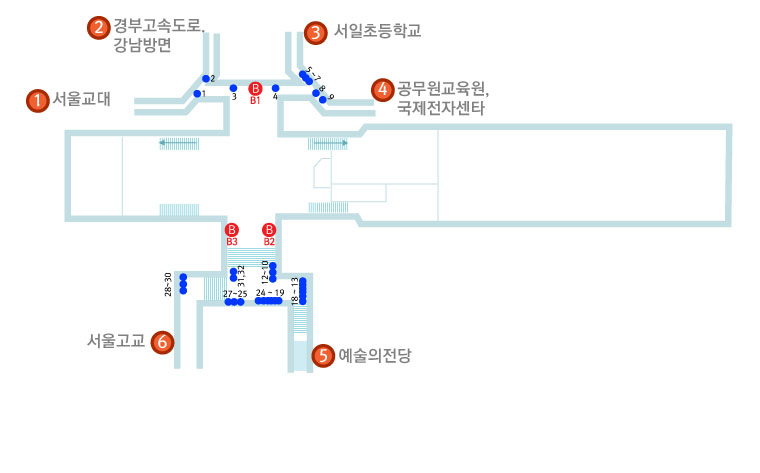 2 경부고속도로,
강남방면
3 서일초등학교
1 서울교대
4 공무원교육원,
국제전자센타
2
1
3
B
B1
4
5~7
8
9
B
B3
B
B2
28~30
31,32
12~10
27~25
24~19
18~13
서울고교 6
5 예술의전당